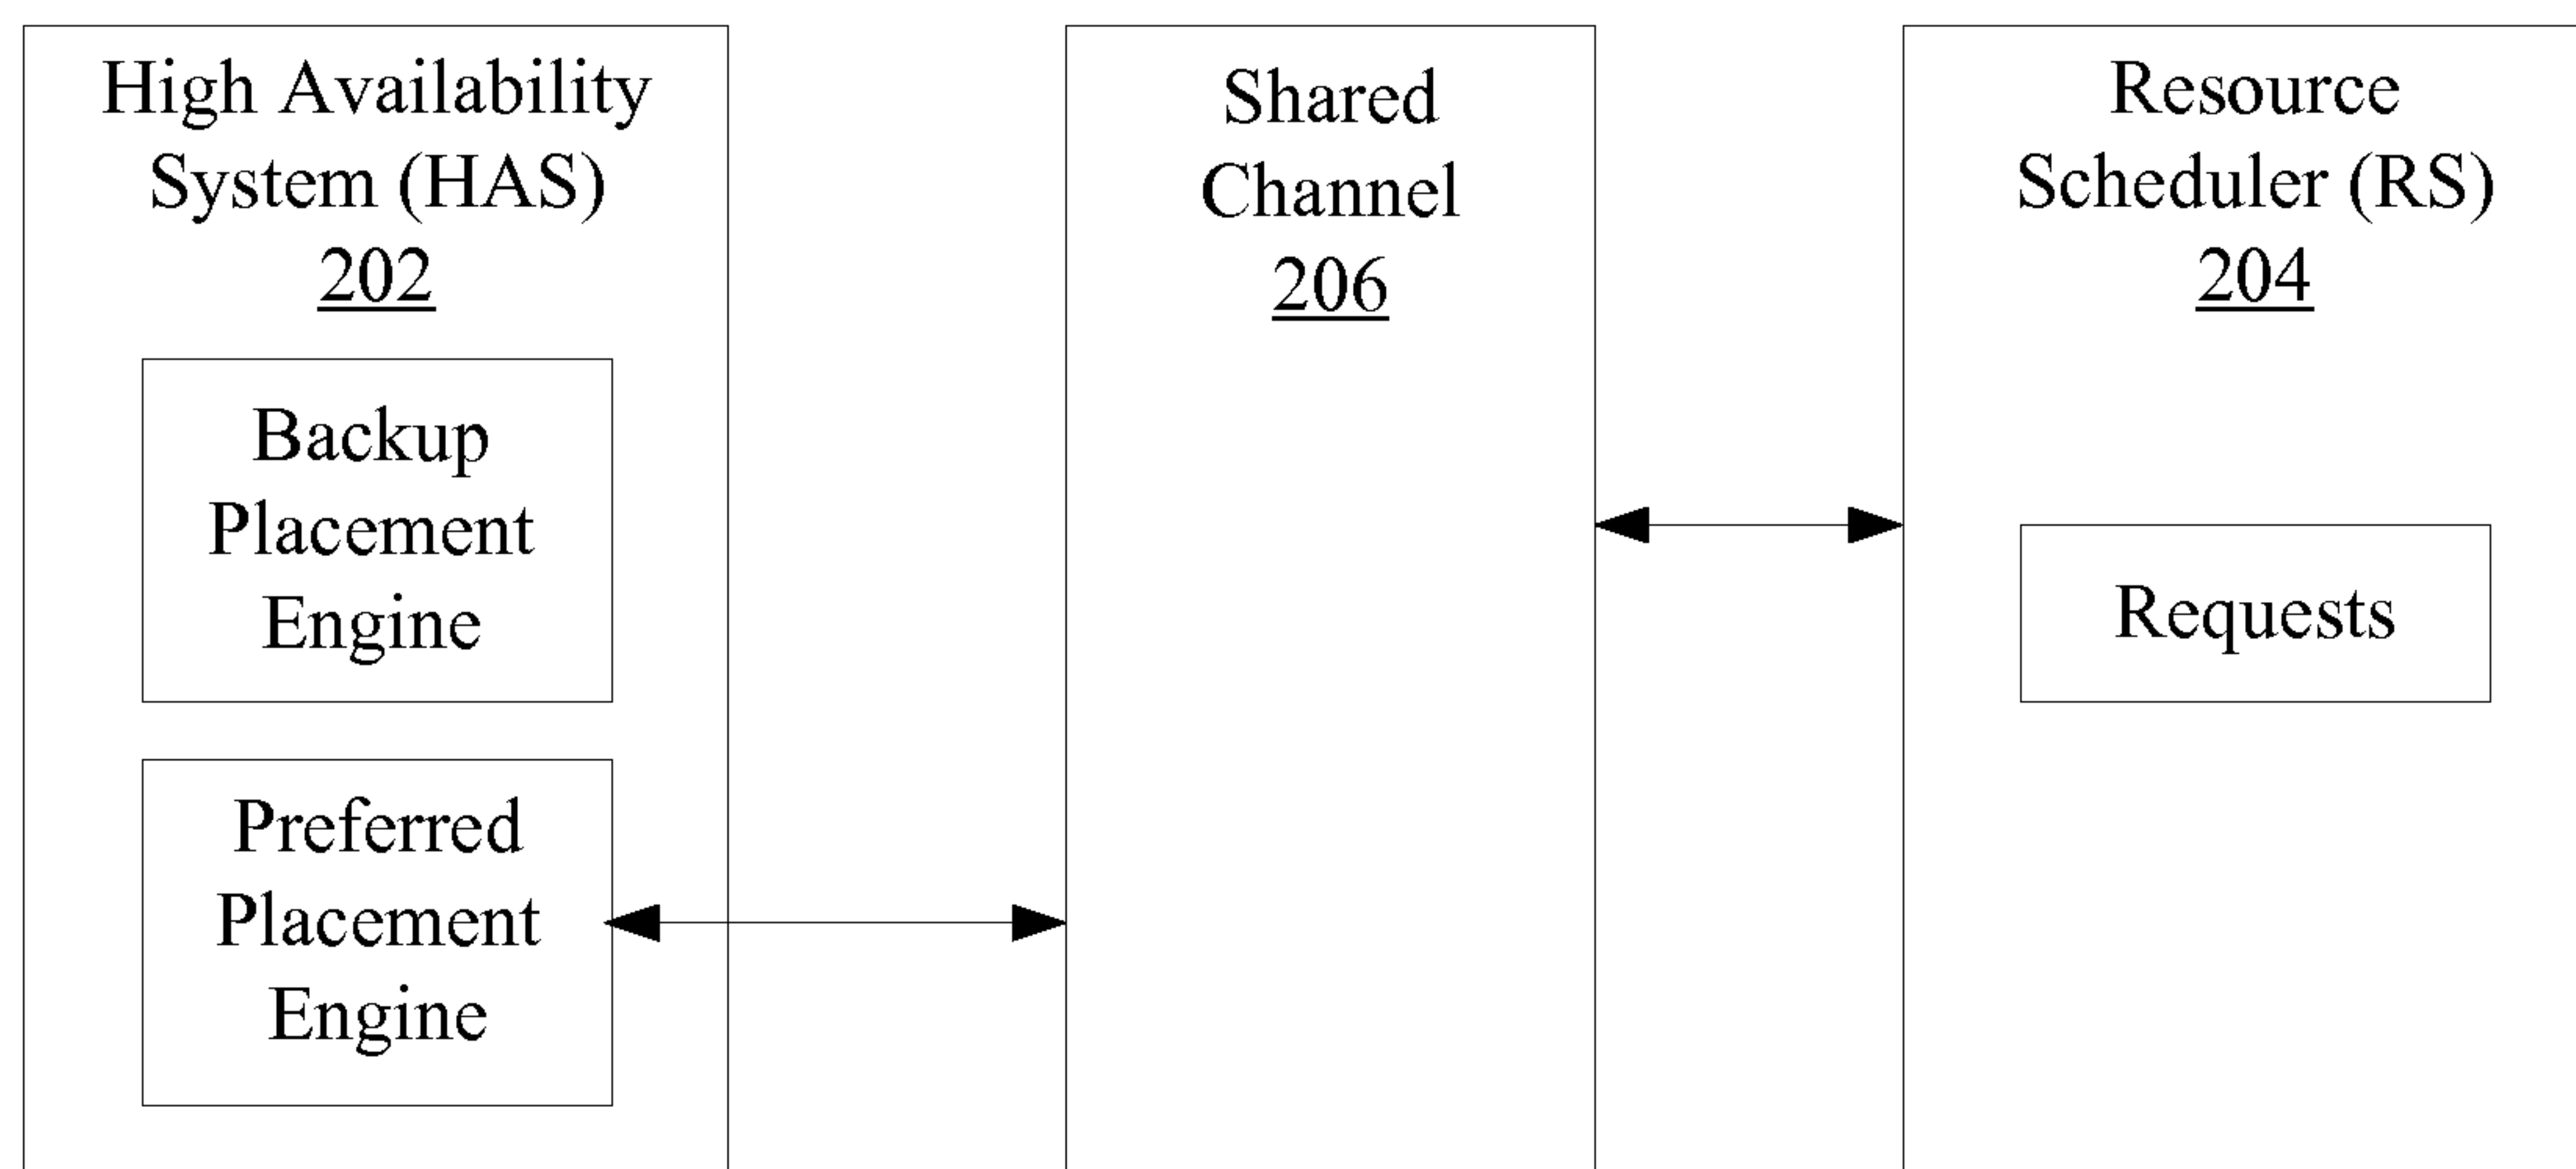 High Availability
System (HAS)
202
Backup
Placement
Engine
Preferred
Placement
Engine
Shared
Channel
206
Resource
Scheduler (RS)
204
Requests